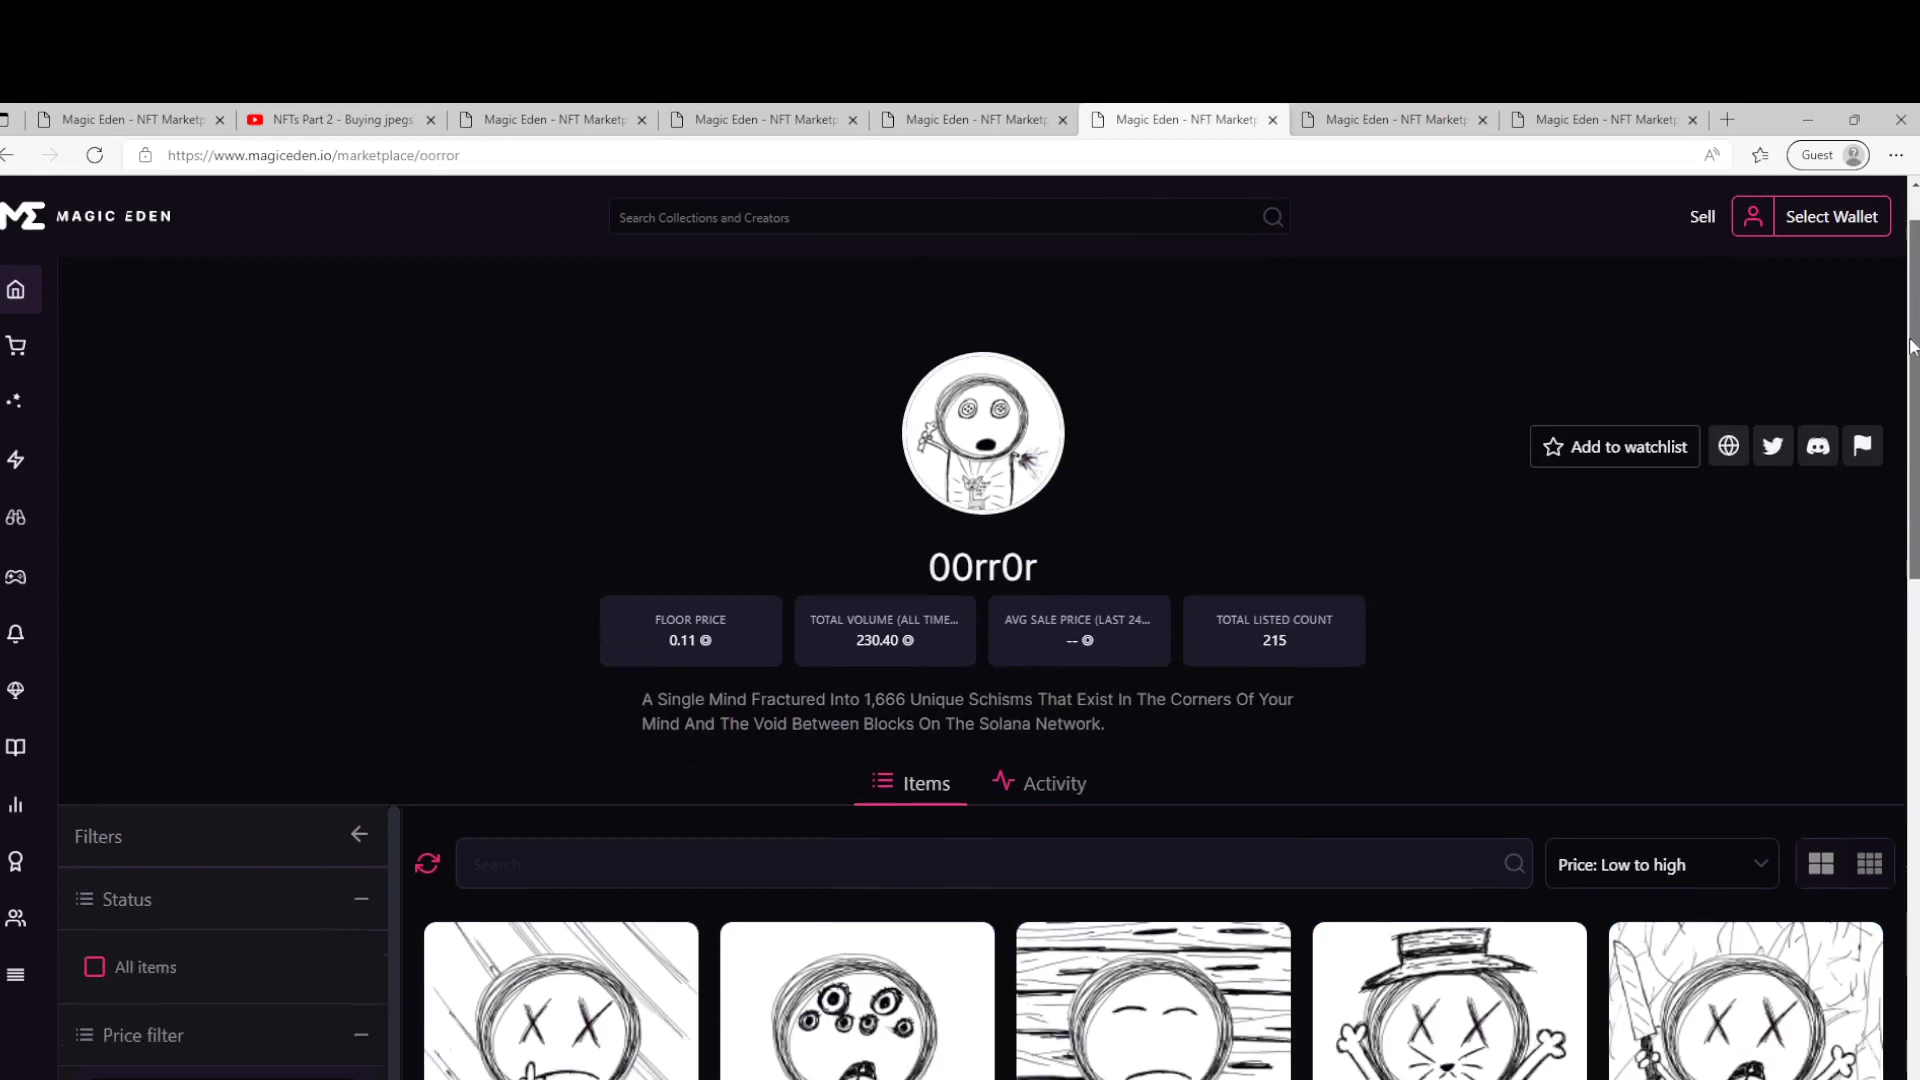 Magic Eden - NFT Marketp
NFTs Part 2 - Buying jpegs
Magic Eden - NFT Marketp
Magic Eden - NFT Marketp
Magic Eden - NFT Marketp
Magic Eden - NFT Marketp
Magic Eden - NFT Marketp
Magic Eden - NFT Marketp
https://www.magiceden.io/marketplace/oorror
Guest
MAGIC EDEN
Search Collections and Creators
Sell
Select Wallet
Add to watchlist
00rr0r
FLOOR PRICE
0.11
TOTAL VOLUME (ALL TIME...
230.40
AVG SALE PRICE (LAST 24...
--
TOTAL LISTED COUNT
215
A Single Mind Fractured Into 1,666 Unique Schisms That Exist In The Corners Of Your
Mind And The Void Between Blocks On The Solana Network.
Items
Activity
Filters
Search
Price: Low to high
Status
All items
Price filter